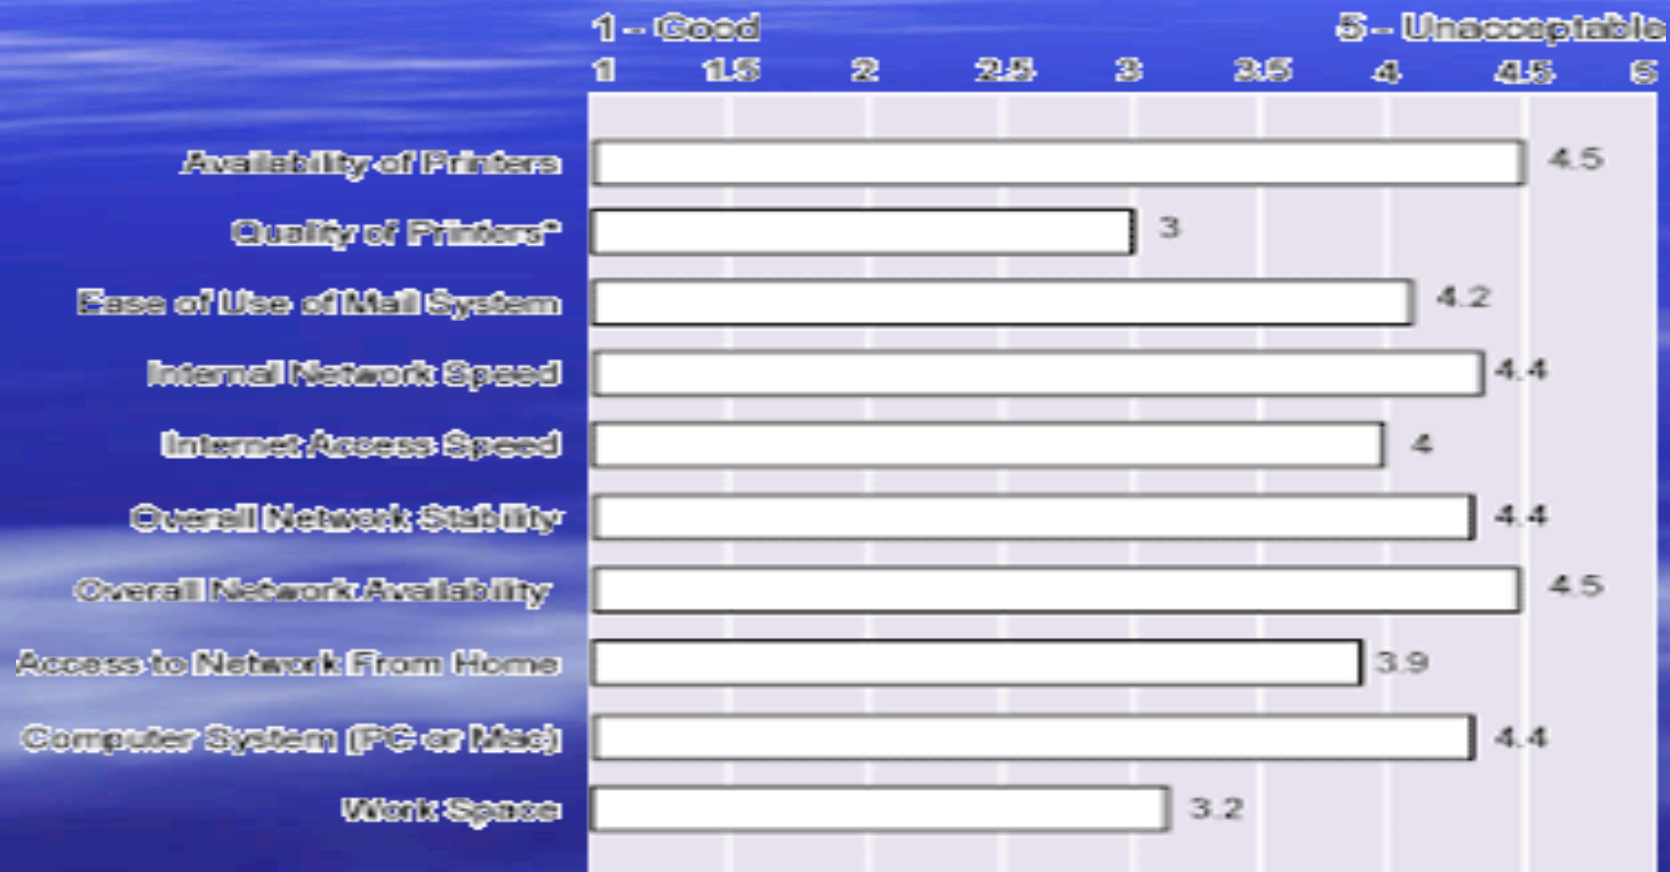 1 – Good 5 – Unacceptable
1 1.5 2 2.5 3 3.5 4 4.5 5
Availability of Printers 4.5
Quality of Printers* 3
Ease of Use of Mail System 4.2
Internal Network Speed 4.4
Internet Access Speed 4
Overall Network Stability 4.4
Overall Network Availability 4.5
Access to Network From Home 3.9
Computer System (PC or Mac) 4.4
Work Space 3.2